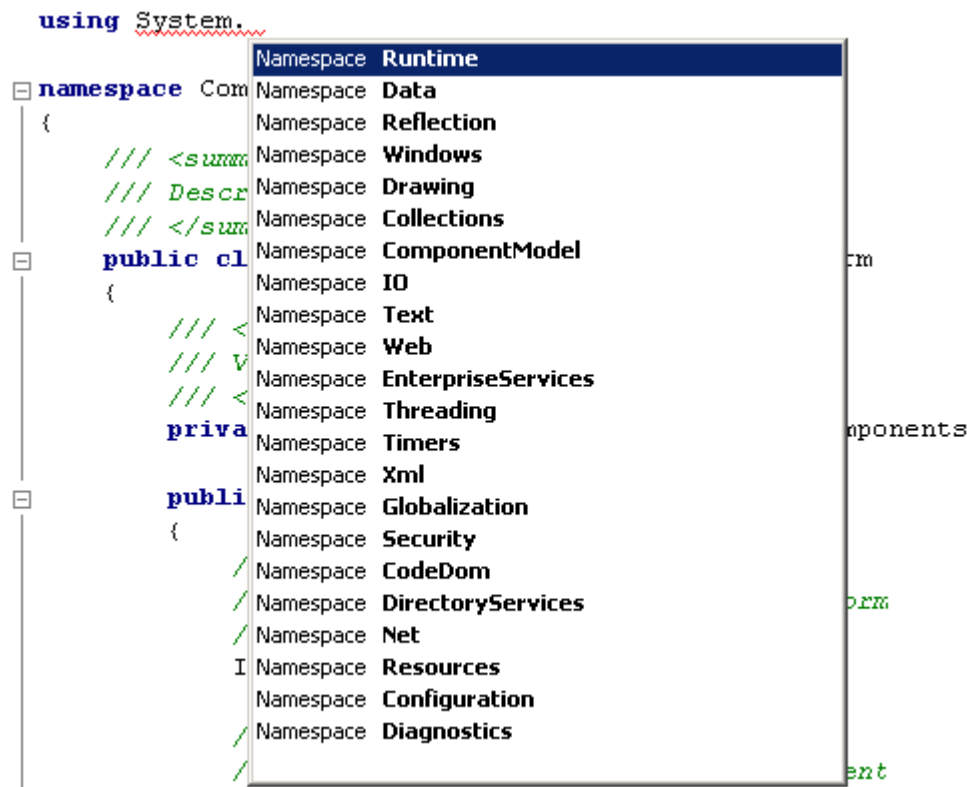 using System.
Namespace Runtime
namespace Com
Namespace Data
{
Namespace Reflection
/// <summ
Namespace Windows
/// Descr
Namespace Drawing
/// </sum
Namespace Collections
public cl
Namespace ComponentModel
rm
{
Namespace IO
/// <
Namespace Text
/// V
Namespace Web
/// <
Namespace EnterpriseServices
priva
Namespace Threading
mponents
Namespace Timers
Namespace Xml
publi
Namespace Globalization
{
Namespace Security
/
Namespace CodeDom
/
Namespace DirectoryServices
orm
/
Namespace Net
I
Namespace Resources
Namespace Configuration
/
Namespace Diagnostics
/
ent